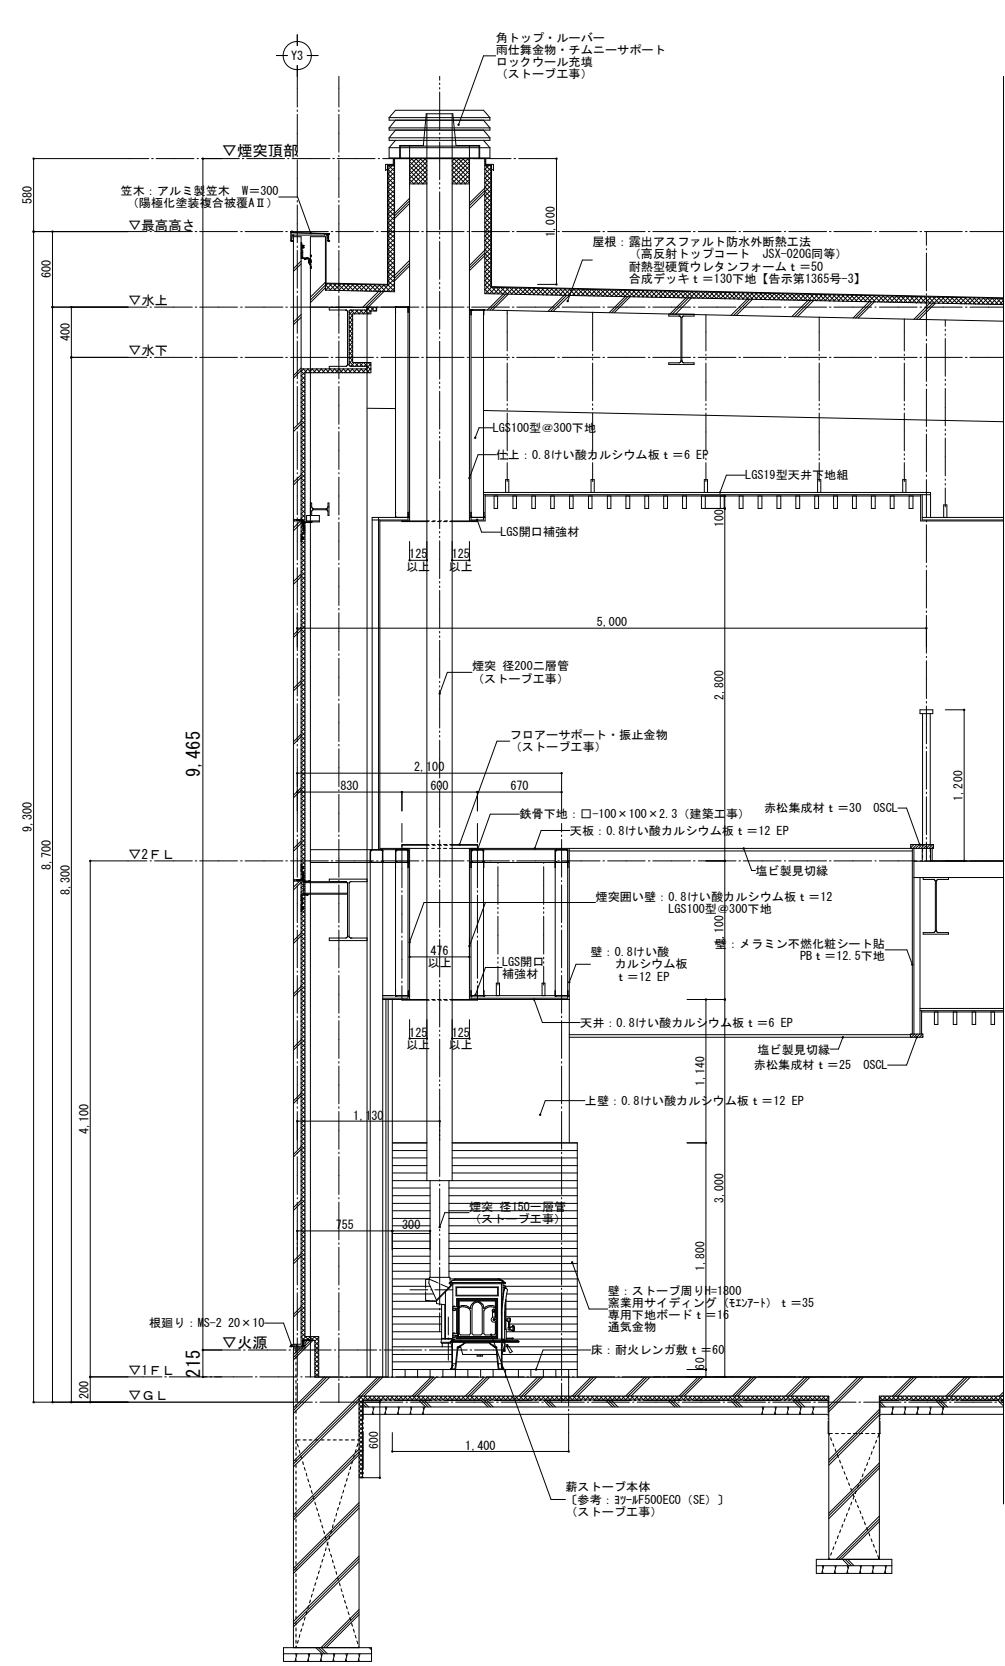 Y3
角トップ・ルーバー
雨仕舞金物・チムニーサポート
ロックウール充填
（ストーブ工事）
▽煙突頂部
580
笠木：アルミ製笠木　W＝300
（陽極化塗装複合被覆AⅡ）
▽最高高さ
1,000
屋根：露出アスファルト防水外断熱工法
（高反射トップコート　JSX-020G同等）
耐熱型硬質ウレタンフォームｔ＝50
合成デッキｔ＝130下地【告示第1365号-3】
600
▽水上
400
▽水下
LGS100型＠300下地
仕上：0.8けい酸カルシウム板ｔ＝6 EP
LGS19型天井下地組
100
LGS開口補強材
125
以上
125
以上
5,000
煙突 径200二層管
（ストーブ工事）
2,800
9,465
フロアーサポート・振止金物
（ストーブ工事）
2,100
830
600
670
1,200
赤松集成材ｔ＝30　OSCL
鉄骨下地：口-100×100×2.3（建築工事）
天板：0.8けい酸カルシウム板ｔ＝12 EP
9,300
8,700
8,300
▽2ＦＬ
塩ビ製見切縁
煙突囲い壁：0.8けい酸カルシウム板ｔ＝12
LGS100型＠300下地
壁：メラミン不燃化粧シート貼
PBｔ＝12.5下地
476
以上
LGS開口
補強材
壁：0.8けい酸
カルシウム板
ｔ＝12 EP
天井：0.8けい酸カルシウム板ｔ＝6 EP
125
以上
125
以上
塩ビ製見切縁
赤松集成材ｔ＝25　OSCL
1,140
4,100
上壁：0.8けい酸カルシウム板ｔ＝12 EP
1,130
3,000
煙突 径150一層管
（ストーブ工事）
755
300
1,800
壁：ストーブ周りH=1800
窯業用サイディング（ﾓｴﾝｱｰﾄ）ｔ＝35
専用下地ボードｔ＝16
通気金物
根廻り：MS-2 20×10
▽火源
215
床：耐火レンガ敷ｔ＝60
60
▽1ＦＬ
200
▽ＧＬ
600
1,400
薪ストーブ本体
〔参考：ﾖﾂｰﾙF500ECO（SE）〕
（ストーブ工事）